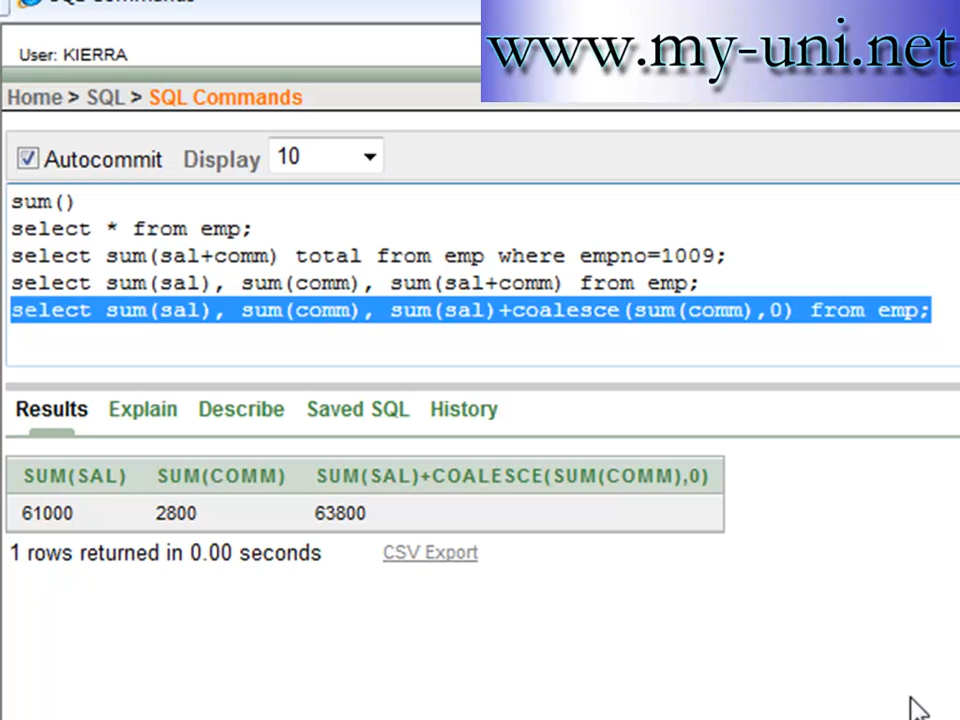 SQL Commands
www.my-uni.net
User: KIERRA
Home > SQL > SQL Commands
Autocommit Display 10
sum()
select * from emp;
select sum(sal+comm) total from emp where empno=1009;
select sum(sal), sum(comm), sum(sal+comm) from emp;
select sum(sal), sum(comm), sum(sal)+coalesce(sum(comm),0) from emp;
Results Explain Describe Saved SQL History
SUM(SAL) SUM(COMM) SUM(SAL)+COALESCE(SUM(COMM),0)
61000 2800 63800
1 rows returned in 0.00 seconds CSV Export